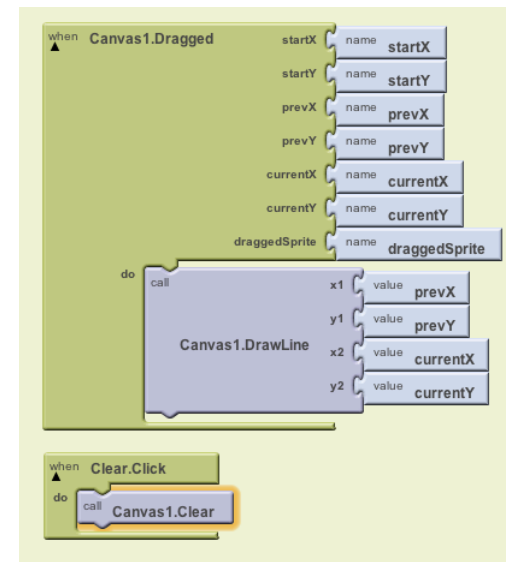 when Canvas1.Dragged startX name startX
startY name startY
prevX name prevX
prevY name prevY
currentX name currentX
currentY name currentY
draggedSprite name draggedSprite
do call x1 value prevX
y1 value prevY
Canvas1.DrawLine x2 value currentX
y2 value currentY
when Clear.Click
do call Canvas1.Clear